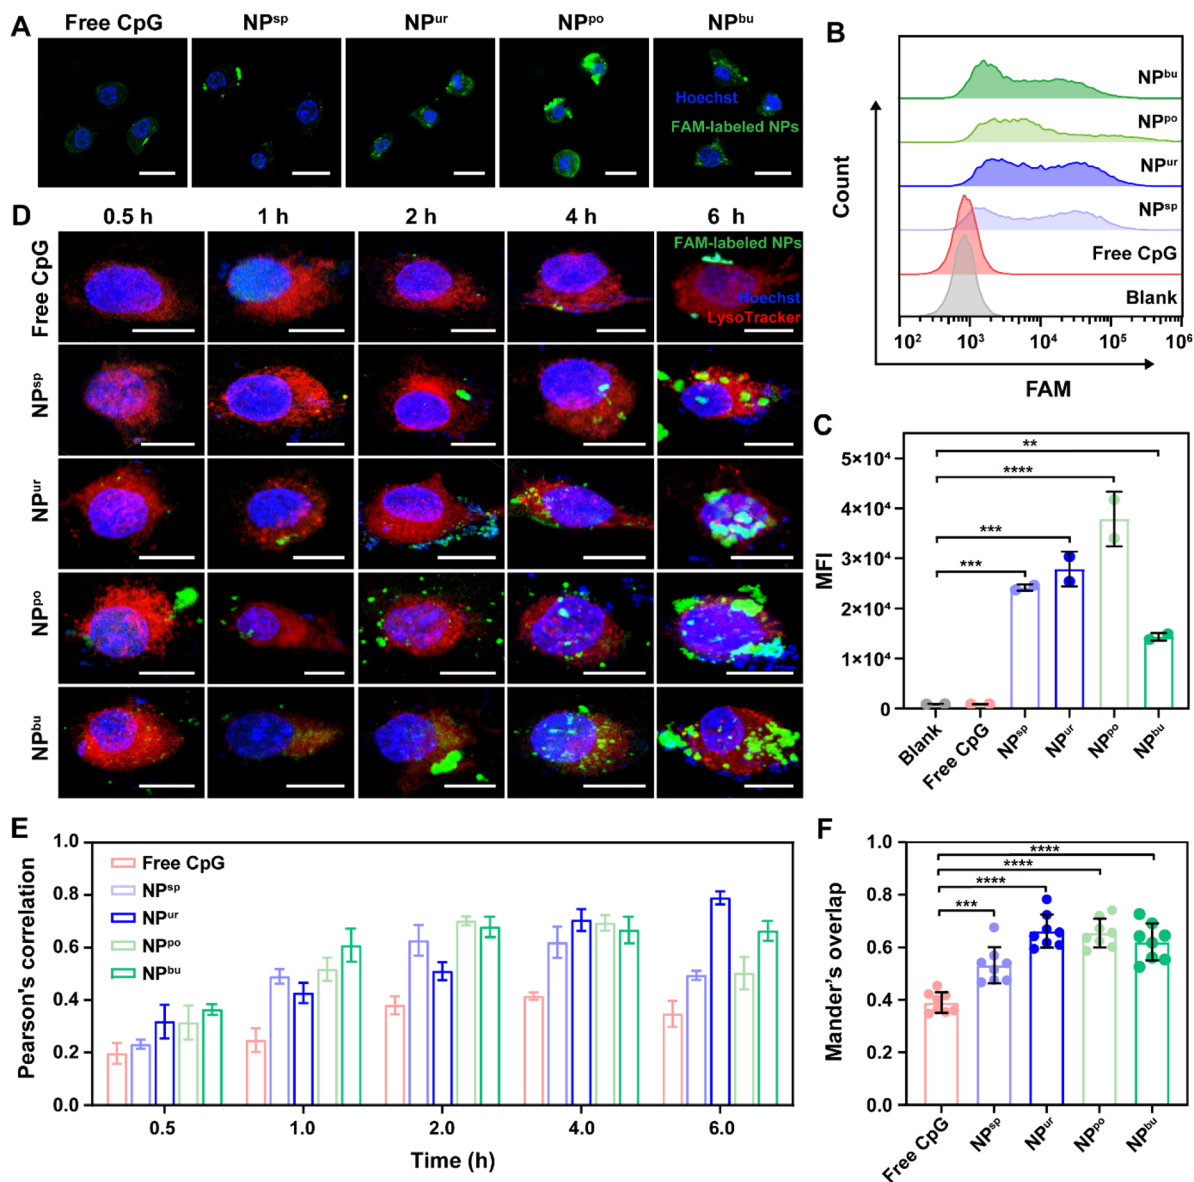 A
Free CpG NPˢᵖ NPᵘʳ NPᵖᵒ NPᵇᵘ
Hoechst
FAM-labeled NPs
B
NPᵇᵘ
NPᵖᵒ
NPᵘʳ
NPˢᵖ
Free CpG
Blank
Count
10² 10³ 10⁴ 10⁵ 10⁶
FAM
C
5×10⁴
4×10⁴
3×10⁴
2×10⁴
1×10⁴
0
MFI
**
****
***
***
Blank Free CpG NPˢᵖ NPᵘʳ NPᵖᵒ NPᵇᵘ
D
0.5 h 1 h 2 h 4 h 6 h
Free CpG
NPˢᵖ
NPᵘʳ
NPᵖᵒ
NPᵇᵘ
FAM-labeled NPs
Hoechst
LysoTracker
E
1.0
0.8
0.6
0.4
0.2
0.0
Pearson's correlation
Free CpG
NPˢᵖ
NPᵘʳ
NPᵖᵒ
NPᵇᵘ
0.5 1.0 2.0 4.0 6.0
Time (h)
F
1.0
0.8
0.6
0.4
0.2
0.0
Mander's overlap
****
****
****
***
Free CpG NPˢᵖ NPᵘʳ NPᵖᵒ NPᵇᵘ